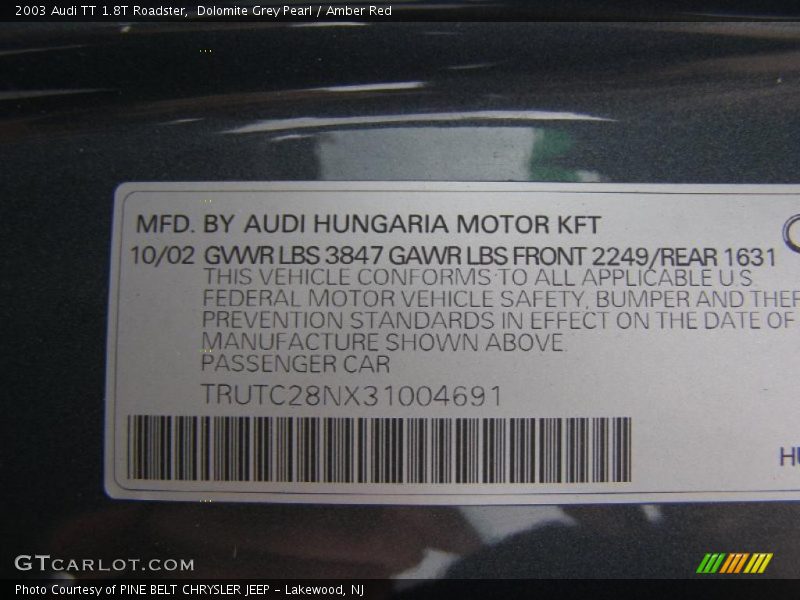 2003 Audi TT 1.8T Roadster, Dolomite Grey Pearl / Amber Red
MFD. BY AUDI HUNGARIA MOTOR KFT
10/02 GVWR LBS 3847 GAWR LBS FRONT 2249/REAR 1631
THIS VEHICLE CONFORMS TO ALL APPLICABLE U.S.
FEDERAL MOTOR VEHICLE SAFETY, BUMPER AND THEF
PREVENTION STANDARDS IN EFFECT ON THE DATE OF
MANUFACTURE SHOWN ABOVE.
PASSENGER CAR
TRUTC28NX31004691
HU
GTCARLOT.COM
Photo Courtesy of PINE BELT CHRYSLER JEEP - Lakewood, NJ